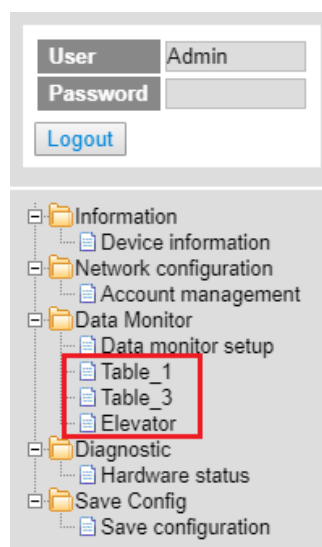 User Admin
Password
Logout
Information
Device information
Network configuration
Account management
Data Monitor
Data monitor setup
Table_1
Table_3
Elevator
Diagnostic
Hardware status
Save Config
Save configuration